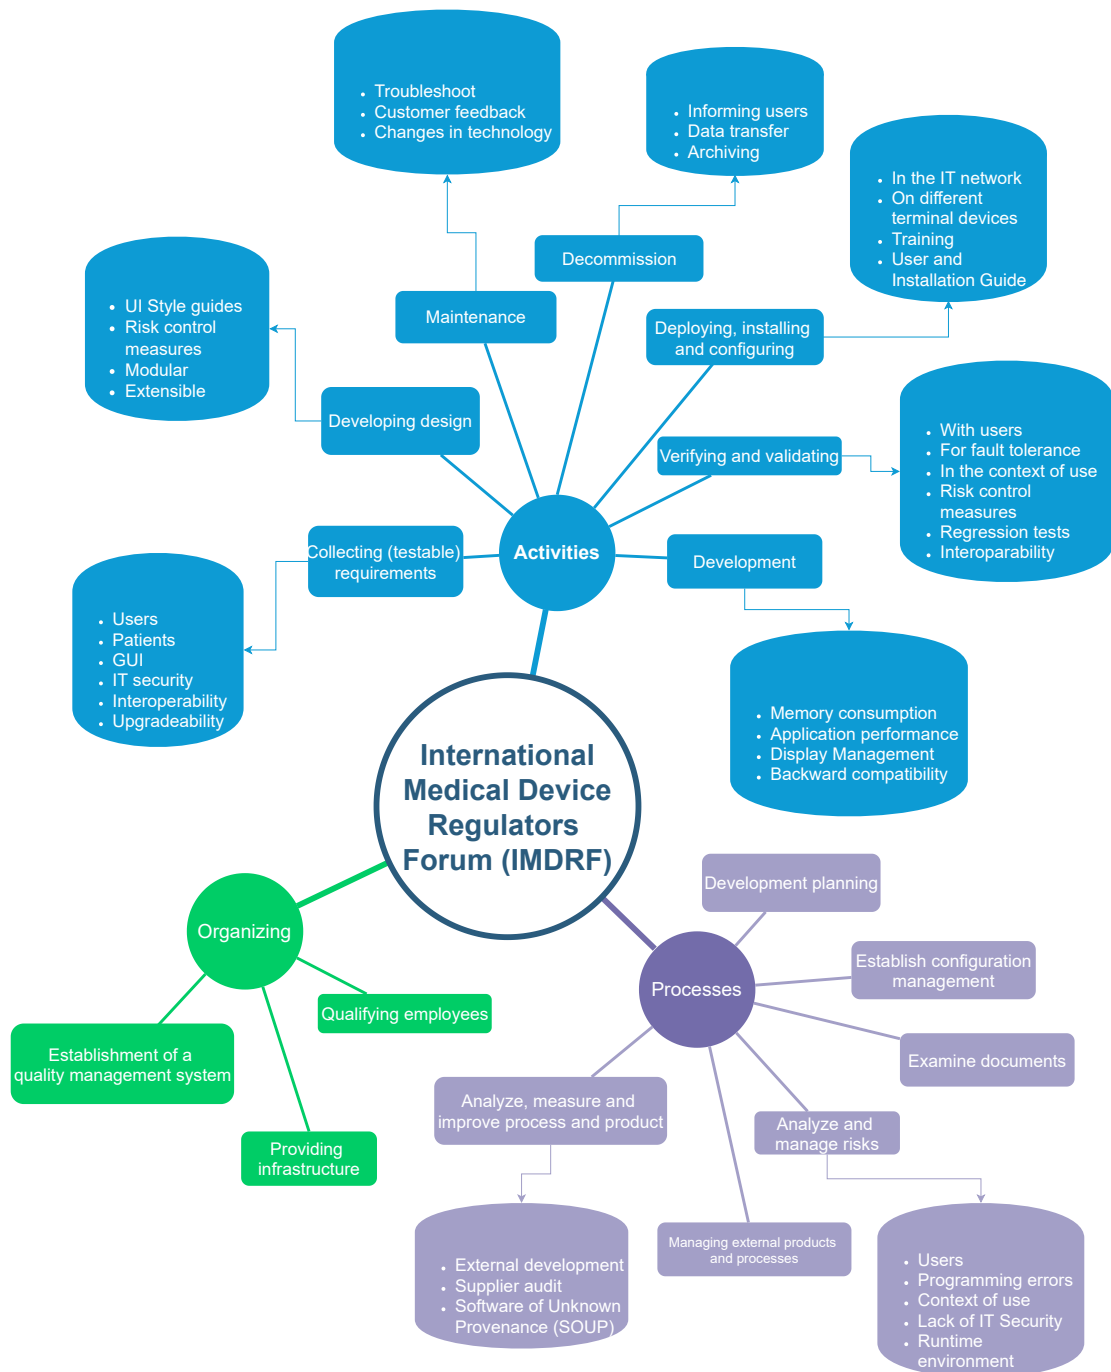 Troubleshoot
Customer feedback
Changes in technology
Informing users
Data transfer
Archiving
In the IT network
On different
terminal devices
Training
User and
Installation Guide
Decommission
UI Style guides
Risk control
measures
Modular
Extensible
Maintenance
Deploying, installing
and configuring
Developing design
Verifying and validating
With users
For fault tolerance
In the context of use
Risk control
measures
Regression tests
Interoparability
Activities
Collecting (testable)
requirements
Development
Users
Patients
GUI
IT security
Interoperability
Upgradeability
Memory consumption
Application performance
Display Management
Backward compatibility
International
Medical Device
Regulators
Forum (IMDRF)
Organizing
Qualifying employees
Establishment of a
quality management system
Providing
infrastructure
Processes
Development planning
Establish configuration
management
Examine documents
Analyze, measure and
improve process and product
Analyze and
manage risks
Managing external products
and processes
External development
Supplier audit
Software of Unknown
Provenance (SOUP)
Users
Programming errors
Context of use
Lack of IT Security
Runtime
environment